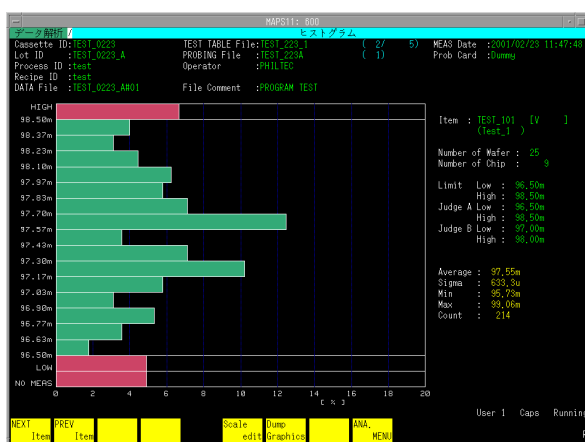 MAPS11: 600
データ解析 / ヒストグラム
Cassette ID:TEST_0223 TEST TABLE File:TEST_223_1 ( 2/ 5) MEAS Date :2001/02/23 11:47:48
Lot ID :TEST_0223_A PROBING File :TEST_223A ( 1) Prob Card :Dummy
Process ID :test Operator :PHILTEC
Recipe ID :test
DATA File :TEST_0223_A#01 File Comment :PROGRAM TEST
HIGH
98.50m
98.37m
98.23m
98.10m
97.97m
97.83m
97.70m
97.57m
97.43m
97.30m
97.17m
97.03m
96.90m
96.77m
96.63m
96.50m
LOW
NO MEAS
0 2 4 6 8 10 12 14 16 18 20
[ % ]
Item : TEST_101 [V ]
(Test_1 )
Number of Wafer : 25
Number of Chip : 9
Limit Low : 96.50m
High : 98.50m
Judge A Low : 96.50m
High : 98.50m
Judge B Low : 97.00m
High : 98.00m
Average : 97.55m
Sigma : 633.3u
Min : 95.73m
Max : 99.06m
Count : 214
User 1 Caps Running
NEXT Item
PREV Item
Scale edit
Dump Graphics
ANA. MENU